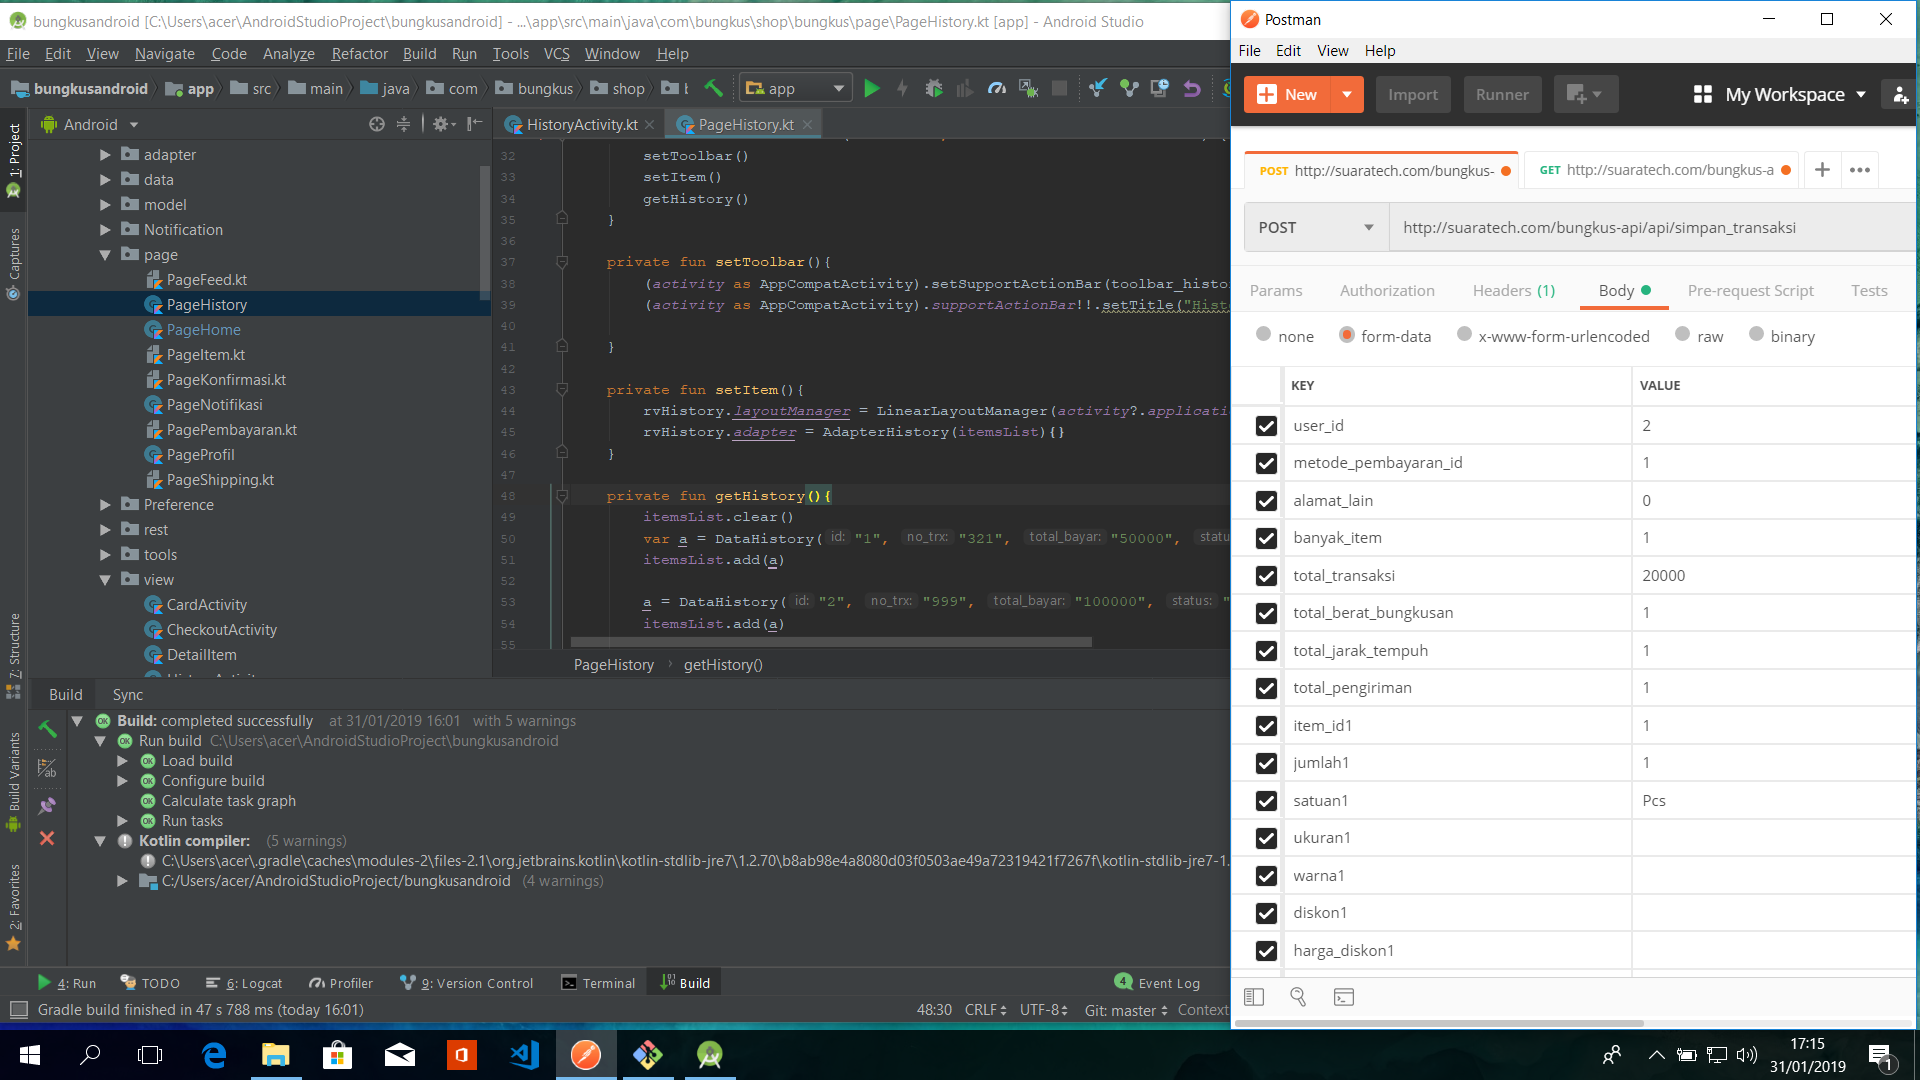 bungkusandroid [C:\Users\acer\AndroidStudioProject\bungkusandroid] - ...\app\src\main\java\com\bungkus\shop\bungkus\page\PageHistory.kt [app] - Android Studio
File Edit View Navigate Code Analyze Refactor Build Run Tools VCS Window Help
bungkusandroid app src main java com bungkus shop b app
Android
HistoryActivity.kt PageHistory.kt
1: Project
Captures
7: Structure
Build Variants
2: Favorites
adapter
data
model
Notification
page
PageFeed.kt
PageHistory
PageHome
PageItem.kt
PageKonfirmasi.kt
PageNotifikasi
PagePembayaran.kt
PageProfil
PageShipping.kt
Preference
rest
tools
view
CardActivity
CheckoutActivity
DetailItem
32 setToolbar()
33 setItem()
34 getHistory()
35 }
36
37 private fun setToolbar(){
38 (activity as AppCompatActivity).setSupportActionBar(toolbar_histo
39 (activity as AppCompatActivity).supportActionBar!!.setTitle("Hist
40
41 }
42
43 private fun setItem(){
44 rvHistory.layoutManager = LinearLayoutManager(activity?.applicati
45 rvHistory.adapter = AdapterHistory(itemsList){}
46 }
47
48 private fun getHistory(){
49 itemsList.clear()
50 var a = DataHistory( id: "1", no_trx: "321", total_bayar: "50000", statu
51 itemsList.add(a)
52
53 a = DataHistory( id: "2", no_trx: "999", total_bayar: "100000", status: "
54 itemsList.add(a)
55
PageHistory › getHistory()
Build Sync
Build: completed successfully at 31/01/2019 16:01 with 5 warnings
Run build C:\Users\acer\AndroidStudioProject\bungkusandroid
Load build
Configure build
Calculate task graph
Run tasks
Kotlin compiler: (5 warnings)
C:\Users\acer\.gradle\caches\modules-2\files-2.1\org.jetbrains.kotlin\kotlin-stdlib-jre7\1.2.70\b8ab98e4a8080d03f0503ae49a72319421f7267f\kotlin-stdlib-jre7-1.
C:/Users/acer/AndroidStudioProject/bungkusandroid (4 warnings)
4: Run TODO 6: Logcat Profiler 9: Version Control Terminal Build 4 Event Log
Gradle build finished in 47 s 788 ms (today 16:01) 48:30 CRLF UTF-8 Git: master Context
Postman
File Edit View Help
New Import Runner My Workspace
POST http://suaratech.com/bungkus- GET http://suaratech.com/bungkus-a
POST http://suaratech.com/bungkus-api/api/simpan_transaksi
Params Authorization Headers (1) Body Pre-request Script Tests
none form-data x-www-form-urlencoded raw binary
KEY VALUE
user_id 2
metode_pembayaran_id 1
alamat_lain 0
banyak_item 1
total_transaksi 20000
total_berat_bungkusan 1
total_jarak_tempuh 1
total_pengiriman 1
item_id1 1
jumlah1 1
satuan1 Pcs
ukuran1
warna1
diskon1
harga_diskon1
17:15
31/01/2019
1